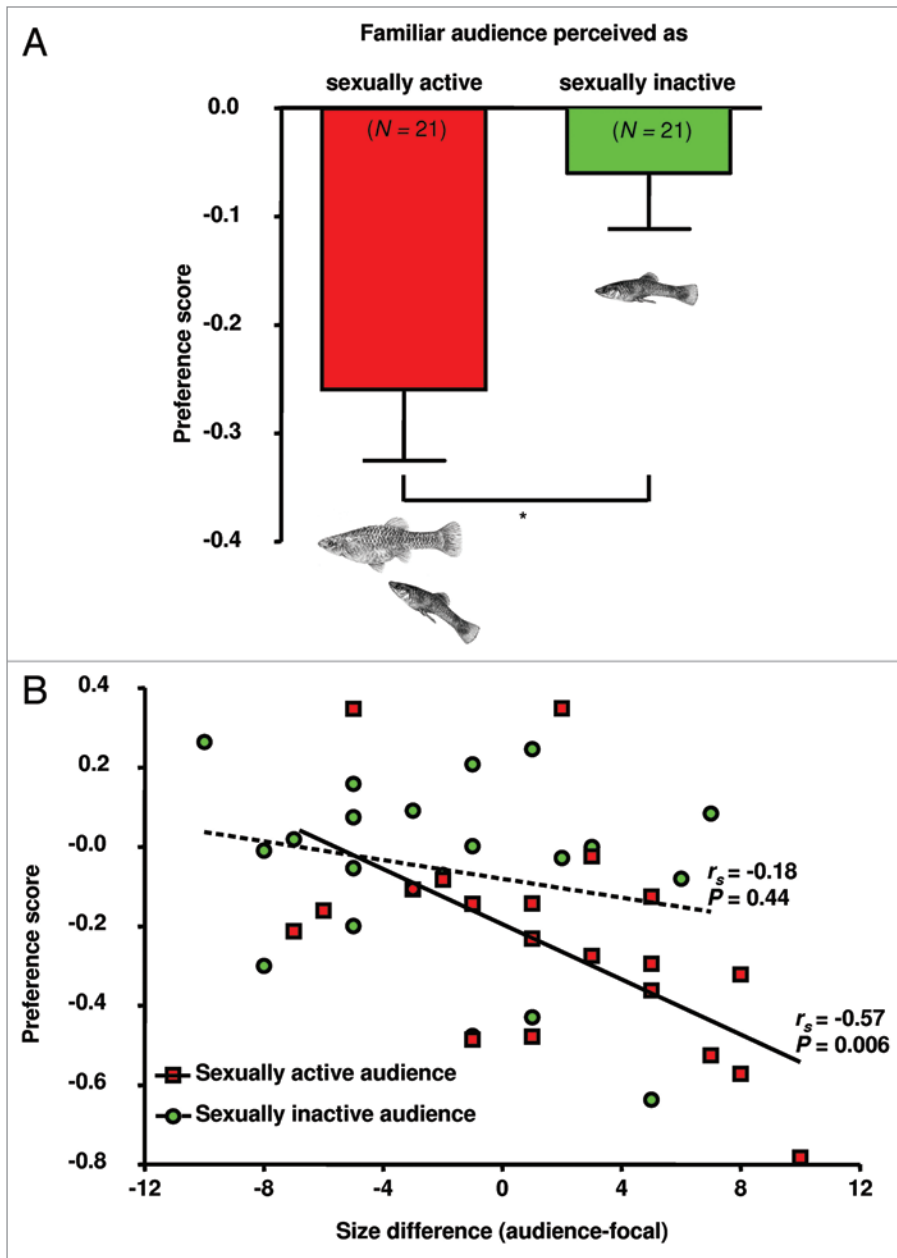 A
Familiar audience perceived as
sexually active
sexually inactive
0.0
(N = 21)
(N = 21)
-0.1
-0.2
-0.3
-0.4
Preference score
*
B
0.4
0.2
-0.0
-0.2
-0.4
-0.6
-0.8
Preference score
rs = -0.18
P = 0.44
rs = -0.57
P = 0.006
Sexually active audience
Sexually inactive audience
-12 -8 -4 0 4 8 12
Size difference (audience-focal)